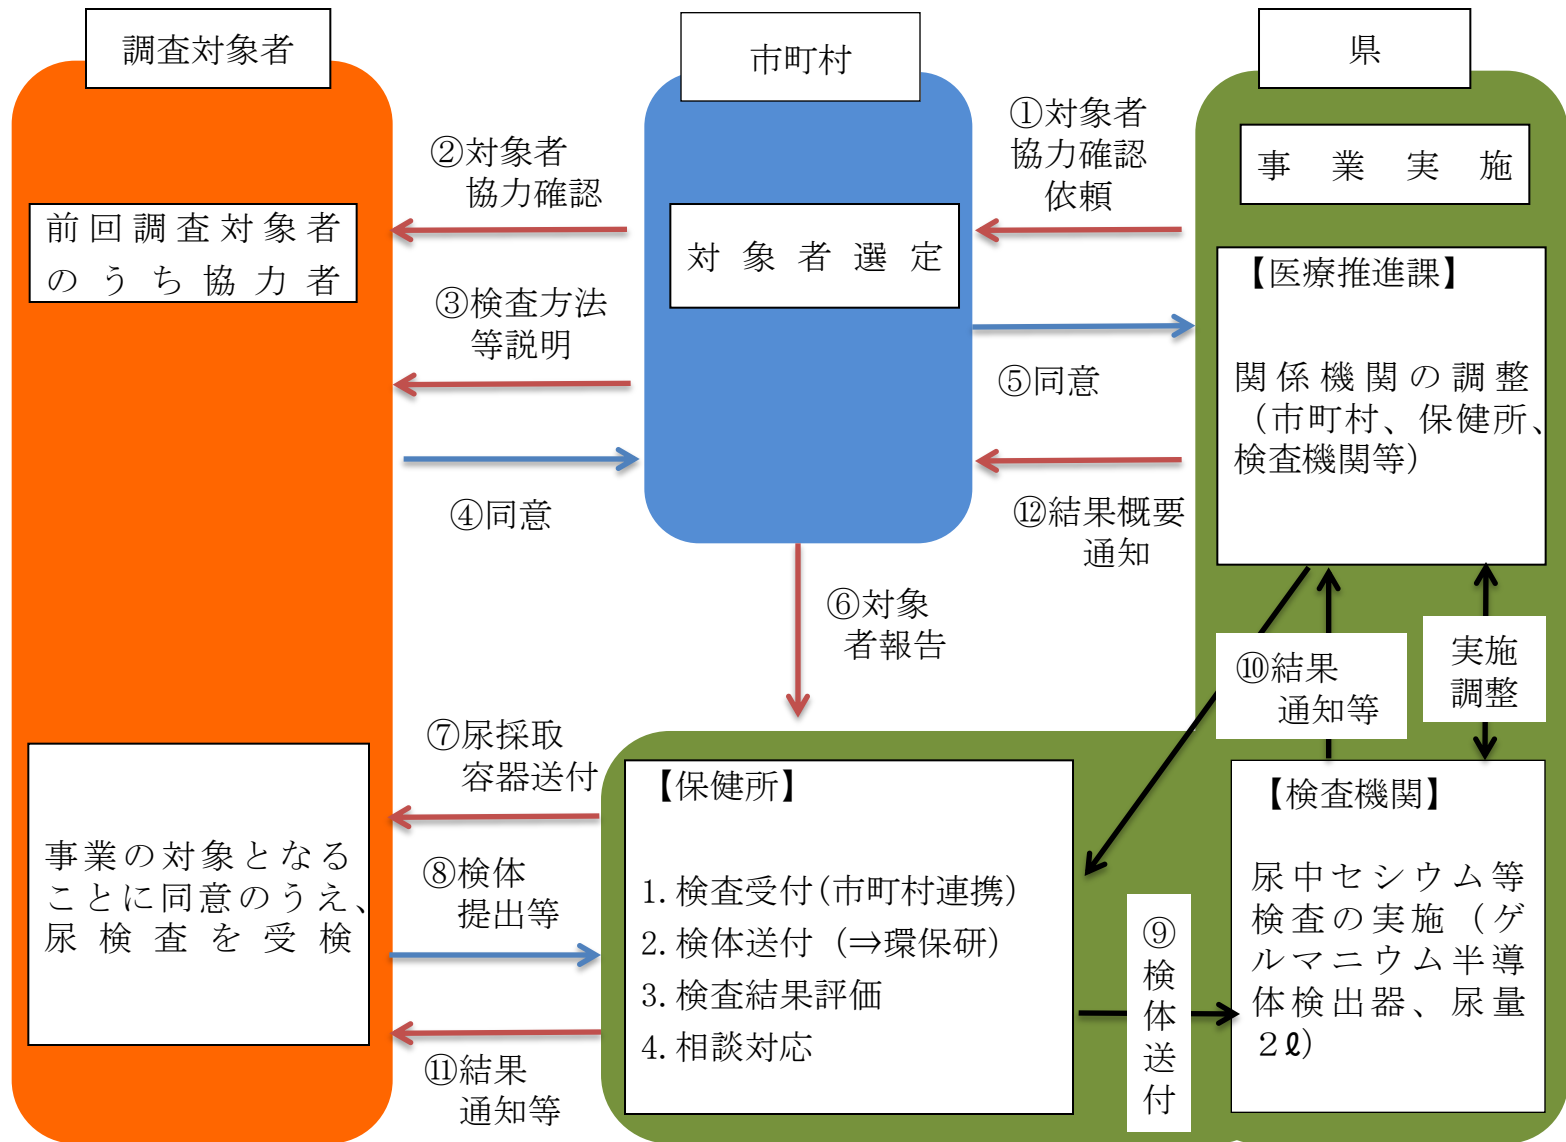 調査対象者
市町村
県
事業実施
①対象者
協力確認
依頼
②対象者
協力確認
前回調査対象者
のうち協力者
対象者選定
【医療推進課】
関係機関の調整
（市町村、保健所、
検査機関等）
③検査方法
等説明
⑤同意
④同意
⑫結果概要
通知
⑥対象
者報告
⑩結果
通知等
実施
調整
⑦尿採取
容器送付
事業の対象となる
ことに同意のうえ、
尿検査を受検
⑧検体
提出等
⑪結果
通知等
【保健所】
1.検査受付(市町村連携)
2.検体送付（⇒環保研）
3.検査結果評価
4.相談対応
⑨
検
体
送
付
【検査機関】
尿中セシウム等
検査の実施（ゲ
ルマニウム半導
体検出器、尿量
2ℓ）